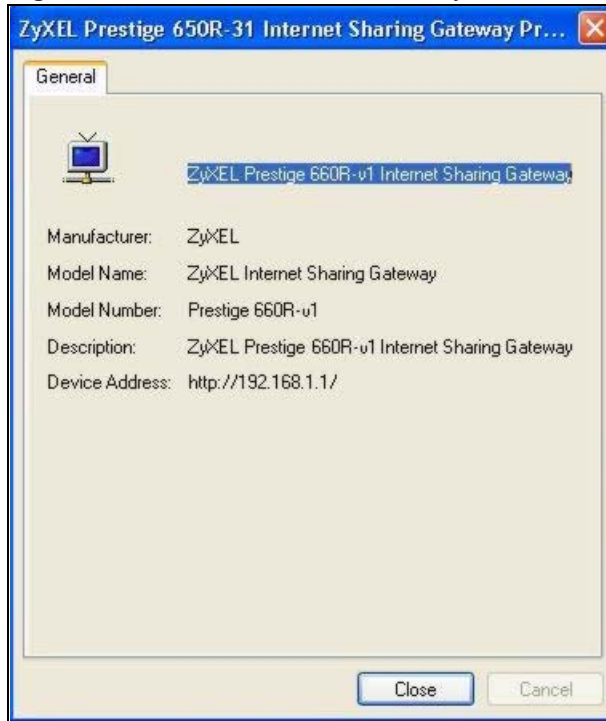 ZyXEL Prestige 650R-31 Internet Sharing Gateway Pr...
General
ZyXEL Prestige 660R-v1 Internet Sharing Gateway
Manufacturer: ZyXEL
Model Name: ZyXEL Internet Sharing Gateway
Model Number: Prestige 660R-v1
Description: ZyXEL Prestige 660R-v1 Internet Sharing Gateway
Device Address: http://192.168.1.1/
Close Cancel